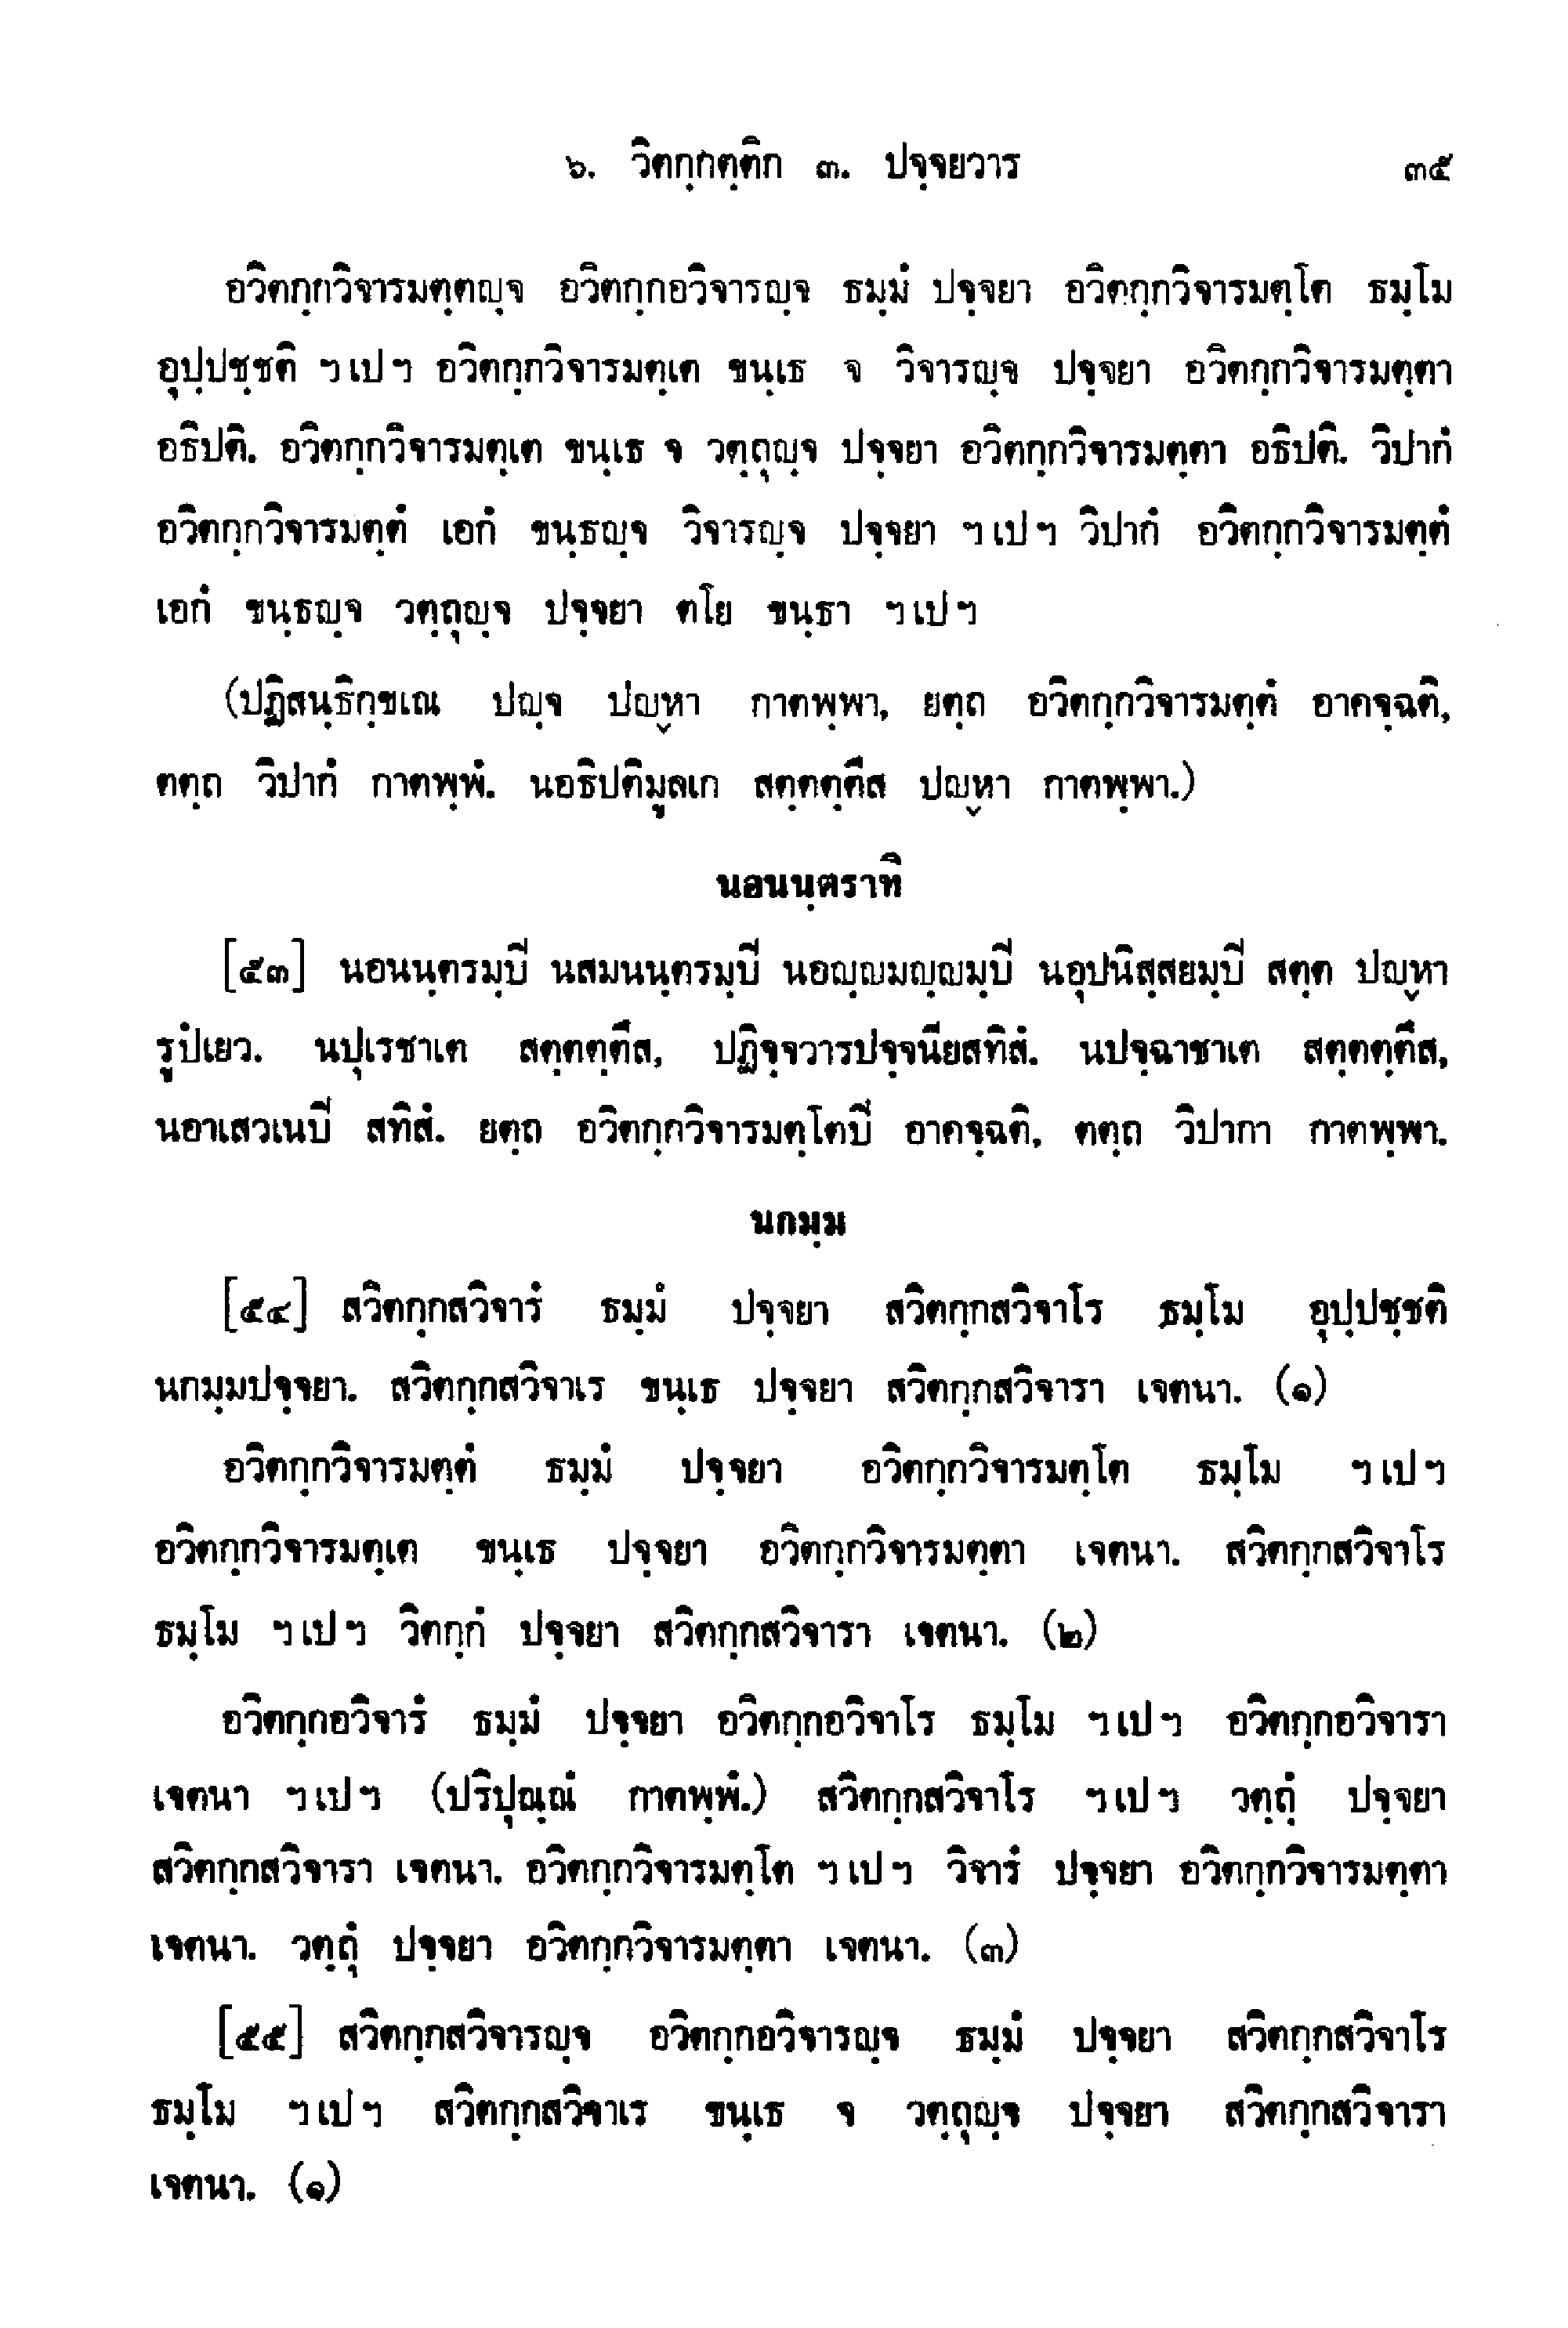 ๖. วิตกฺกตฺติก ๓. ปจฺจยวาร ๓๕
อวิตกฺกวิจารมตฺตญฺจ อวิตกฺกอวิจารญฺจ ธมฺมํ ปจฺจยา อวิตกฺกวิจารมตฺโต ธมฺโม
อุปฺปชฺชติ ฯ เป ฯ อวิตกฺกวิจารมตฺเต ขนฺเธ จ วิจารญฺจ ปจฺจยา อวิตกฺกวิจารมตฺตา
อธิปติ. อวิตกฺกวิจารมตฺเต ขนฺเธ จ วตฺถุญฺจ ปจฺจยา อวิตกฺกวิจารมตฺตา อธิปติ. วิปากํ
อวิตกฺกวิจารมตฺตํ เอกํ ขนฺธญฺจ วิจารญฺจ ปจฺจยา ฯ เป ฯ วิปากํ อวิตกฺกวิจารมตฺตํ
เอกํ ขนฺธญฺจ วตฺถุญฺจ ปจฺจยา ตโย ขนฺธา ฯ เป ฯ
(ปฏิสนฺธิกฺขเณ ปญฺจ ปญฺหา กาตพฺพา, ยตฺถ อวิตกฺกวิจารมตฺตํ อาคจฺฉติ,
ตตฺถ วิปากํ กาตพฺพํ. นอธิปติมูลเก สตฺตตฺตึส ปญฺหา กาตพฺพา.)
นอนนฺตราทิ
[๕๓] นอนนฺตรมฺปิ นสมนนฺตรมฺปิ นอญฺญมญฺญมฺปิ นอุปนิสฺสยมฺปิ สตฺต ปญฺหา
รูปํเยว. นปุเรชาเต สตฺตตฺตึส, ปฏิจฺจวารปจฺจนียสทิสํ. นปจฺฉาชาเต สตฺตตฺตึส,
นอาเสวเนปิ สทิสํ. ยตฺถ อวิตกฺกวิจารมตฺโตปิ อาคจฺฉติ, ตตฺถ วิปากา กาตพฺพา.
นกมฺม
[๕๔] สวิตกฺกสวิจารํ ธมฺมํ ปจฺจยา สวิตกฺกสวิจาโร ธมฺโม อุปฺปชฺชติ
นกมฺมปจฺจยา. สวิตกฺกสวิจาเร ขนฺเธ ปจฺจยา สวิตกฺกสวิจารา เจตนา. (๑)
อวิตกฺกวิจารมตฺตํ ธมฺมํ ปจฺจยา อวิตกฺกวิจารมตฺโต ธมฺโม ฯ เป ฯ
อวิตกฺกวิจารมตฺเต ขนฺเธ ปจฺจยา อวิตกฺกวิจารมตฺตา เจตนา. สวิตกฺกสวิจาโร
ธมฺโม ฯ เป ฯ วิตกฺกํ ปจฺจยา สวิตกฺกสวิจารา เจตนา. (๒)
อวิตกฺกอวิจารํ ธมฺมํ ปจฺจยา อวิตกฺกอวิจาโร ธมฺโม ฯ เป ฯ อวิตกฺกอวิจารา
เจตนา ฯ เป ฯ (ปริปุณฺณํ กาตพฺพํ.) สวิตกฺกสวิจาโร ฯ เป ฯ วตฺถุํ ปจฺจยา
สวิตกฺกสวิจารา เจตนา. อวิตกฺกวิจารมตฺโต ฯ เป ฯ วิจารํ ปจฺจยา อวิตกฺกวิจารมตฺตา
เจตนา. วตฺถุํ ปจฺจยา อวิตกฺกวิจารมตฺตา เจตนา. (๓)
[๕๕] สวิตกฺกสวิจารญฺจ อวิตกฺกอวิจารญฺจ ธมฺมํ ปจฺจยา สวิตกฺกสวิจาโร
ธมฺโม ฯ เป ฯ สวิตกฺกสวิจาเร ขนฺเธ จ วตฺถุญฺจ ปจฺจยา สวิตกฺกสวิจารา
เจตนา. (๑)